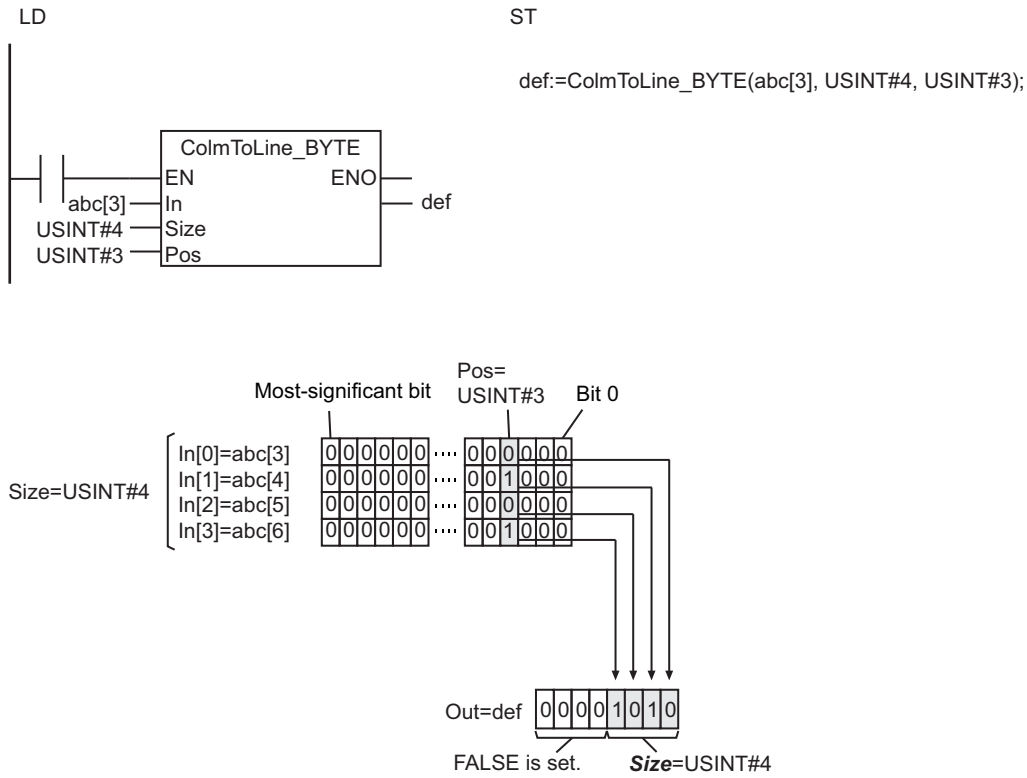 LD
ST
def:=ColmToLine_BYTE(abc[3], USINT#4, USINT#3);
ColmToLine_BYTE
EN ENO
abc[3] In def
USINT#4 Size
USINT#3 Pos
Pos=
USINT#3
Most-significant bit
Bit 0
Size=USINT#4
In[0]=abc[3] 0 0 0 0 0 0 ···· 0 0 0 0 0 0
In[1]=abc[4] 0 0 0 0 0 0 ···· 0 0 1 0 0 0
In[2]=abc[5] 0 0 0 0 0 0 ···· 0 0 0 0 0 0
In[3]=abc[6] 0 0 0 0 0 0 ···· 0 0 1 0 0 0
Out=def 0 0 0 0 1 0 1 0
FALSE is set. Size=USINT#4